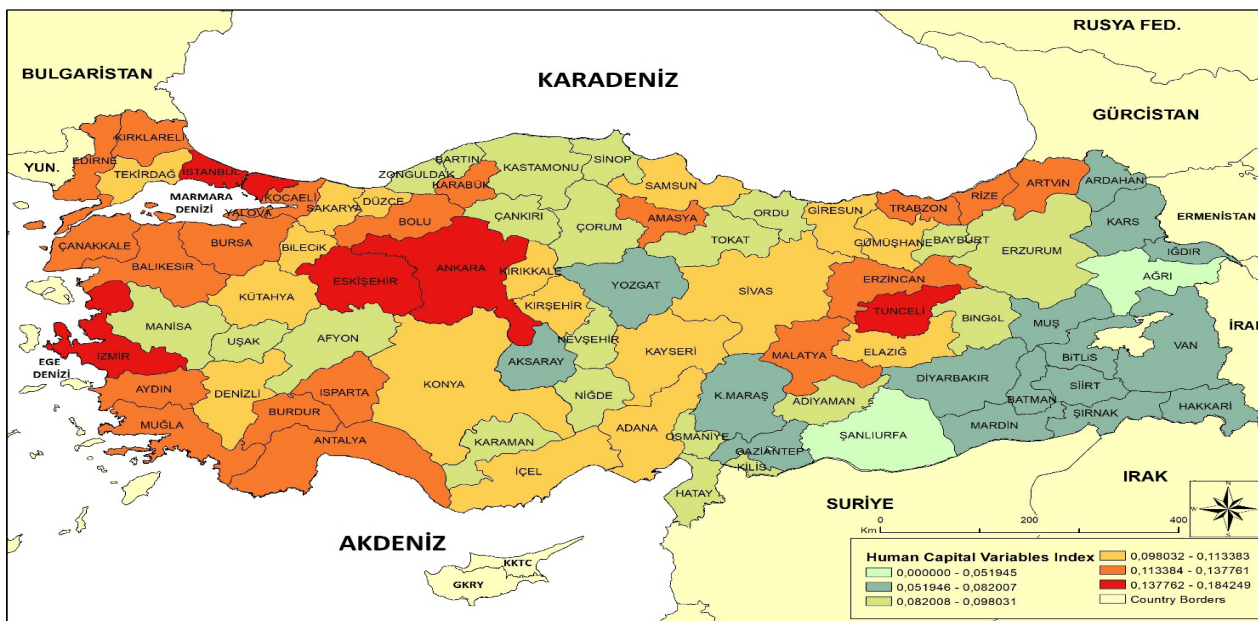 RUSYA FED.
BULGARİSTAN
KARADENİZ
GÜRCİSTAN
KIRKLARELİ
EDİRNE
YUN.
TEKİRDAĞ
İSTANBUL
MARMARA
DENİZİ
KOCAELİ
YALOVA
SAKARYA
DÜZCE
ZONGULDAK
BARTIN
KARABÜK
KASTAMONU
SİNOP
SAMSUN
ÇANKIRI
ÇORUM
AMASYA
ORDU
TOKAT
GİRESUN
TRABZON
RİZE
ARTVİN
ARDAHAN
KARS
ERMENİSTAN
IĞDIR
GÜMÜŞHANE
BAYBURT
ERZURUM
AĞRI
İRAN
ÇANAKKALE
BURSA
BİLECİK
BOLU
BALIKESİR
ESKİŞEHİR
ANKARA
KIRIKKALE
KÜTAHYA
KIRŞEHİR
YOZGAT
SİVAS
ERZİNCAN
TUNCELİ
BINGöL
MUŞ
MANİSA
UŞAK
AFYON
NEVŞEHİR
AKSARAY
KAYSERİ
MALATYA
ELAZIĞ
BİTLİS
VAN
EGE
DENİZİ
İZMİR
AYDIN
DENİZLİ
ISPARTA
KONYA
NİĞDE
K.MARAŞ
ADIYAMAN
DİYARBAKIR
BATMAN
SİİRT
ŞIRNAK
HAKKARİ
MUĞLA
BURDUR
ANTALYA
KARAMAN
İÇEL
ADANA
OSMANİYE
GAZİANTEP
KİLİS
ŞANLIURFA
MARDİN
HATAY
AKDENİZ
SURİYE
IRAK
KKTC
GKRY
N
W
E
S
0 200 400
Km
Human Capital Variables Index
0,000000 - 0,051945
0,051946 - 0,082007
0,082008 - 0,098031
0,098032 - 0,113383
0,113384 - 0,137761
0,137762 - 0,184249
Country Borders